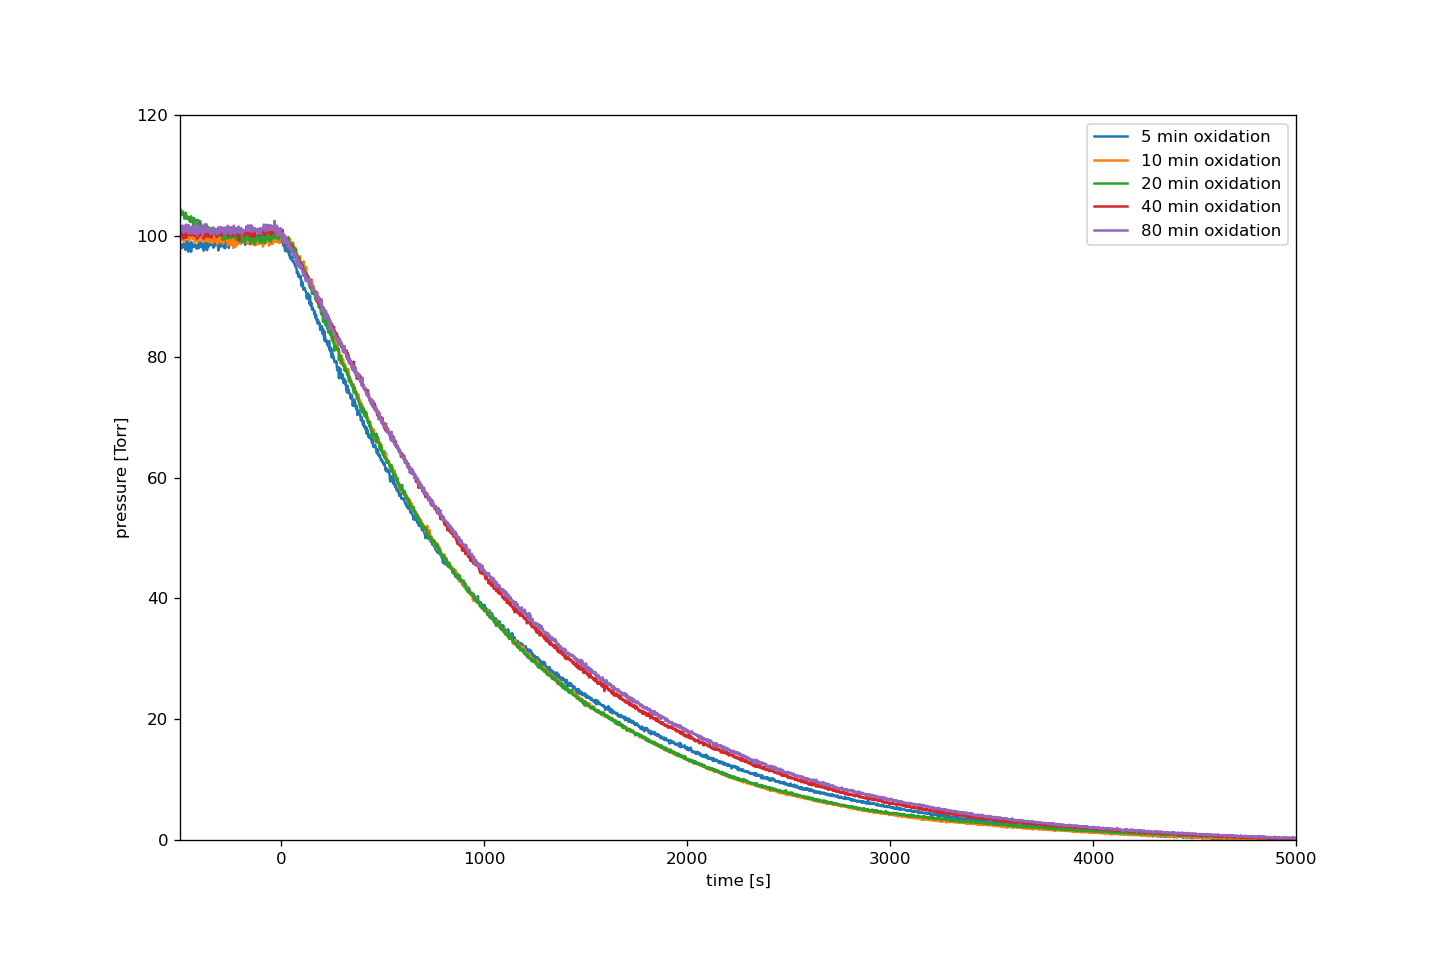 120
100
80
60
40
20
0
pressure [Torr]
5 min oxidation
10 min oxidation
20 min oxidation
40 min oxidation
80 min oxidation
0 1000 2000 3000 4000 5000
time [s]